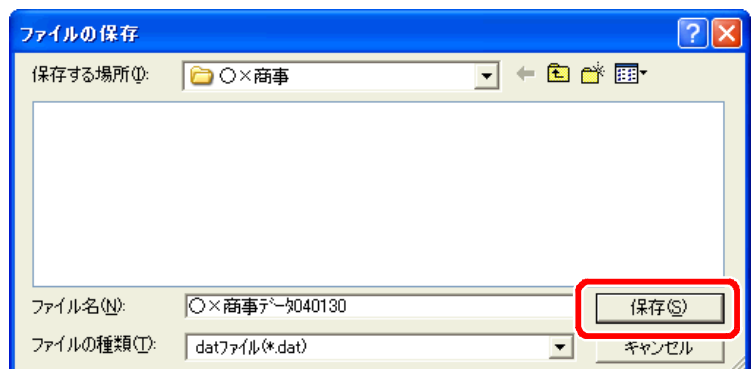 ファイルの保存
保存する場所(I):
○×商事
ファイル名(N):
○×商事ﾃﾞｰﾀ040130
保存(S)
ファイルの種類(T):
datﾌｧｲﾙ(*.dat)
キャンセル